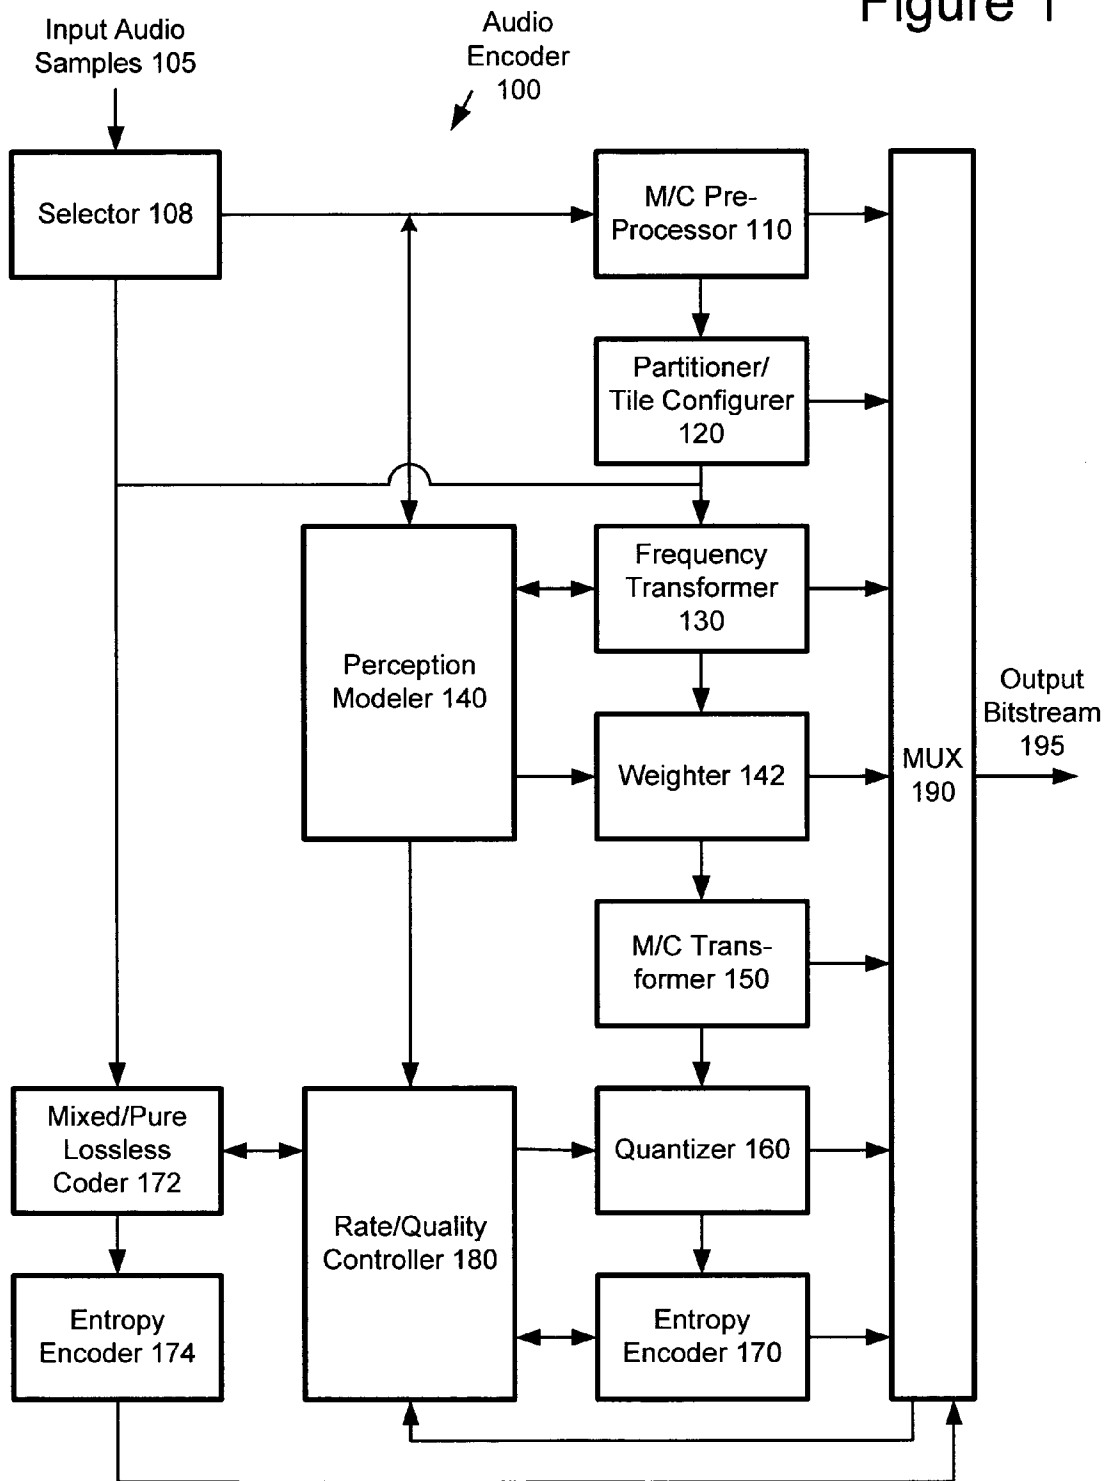 Figure 1
Input Audio
Samples 105
Audio
Encoder
100
Selector 108
M/C Pre-
Processor 110
Partitioner/
Tile Configurer
120
Frequency
Transformer
130
Perception
Modeler 140
Weighter 142
MUX
190
Output
Bitstream
195
M/C Trans-
former 150
Mixed/Pure
Lossless
Coder 172
Rate/Quality
Controller 180
Quantizer 160
Entropy
Encoder 174
Entropy
Encoder 170